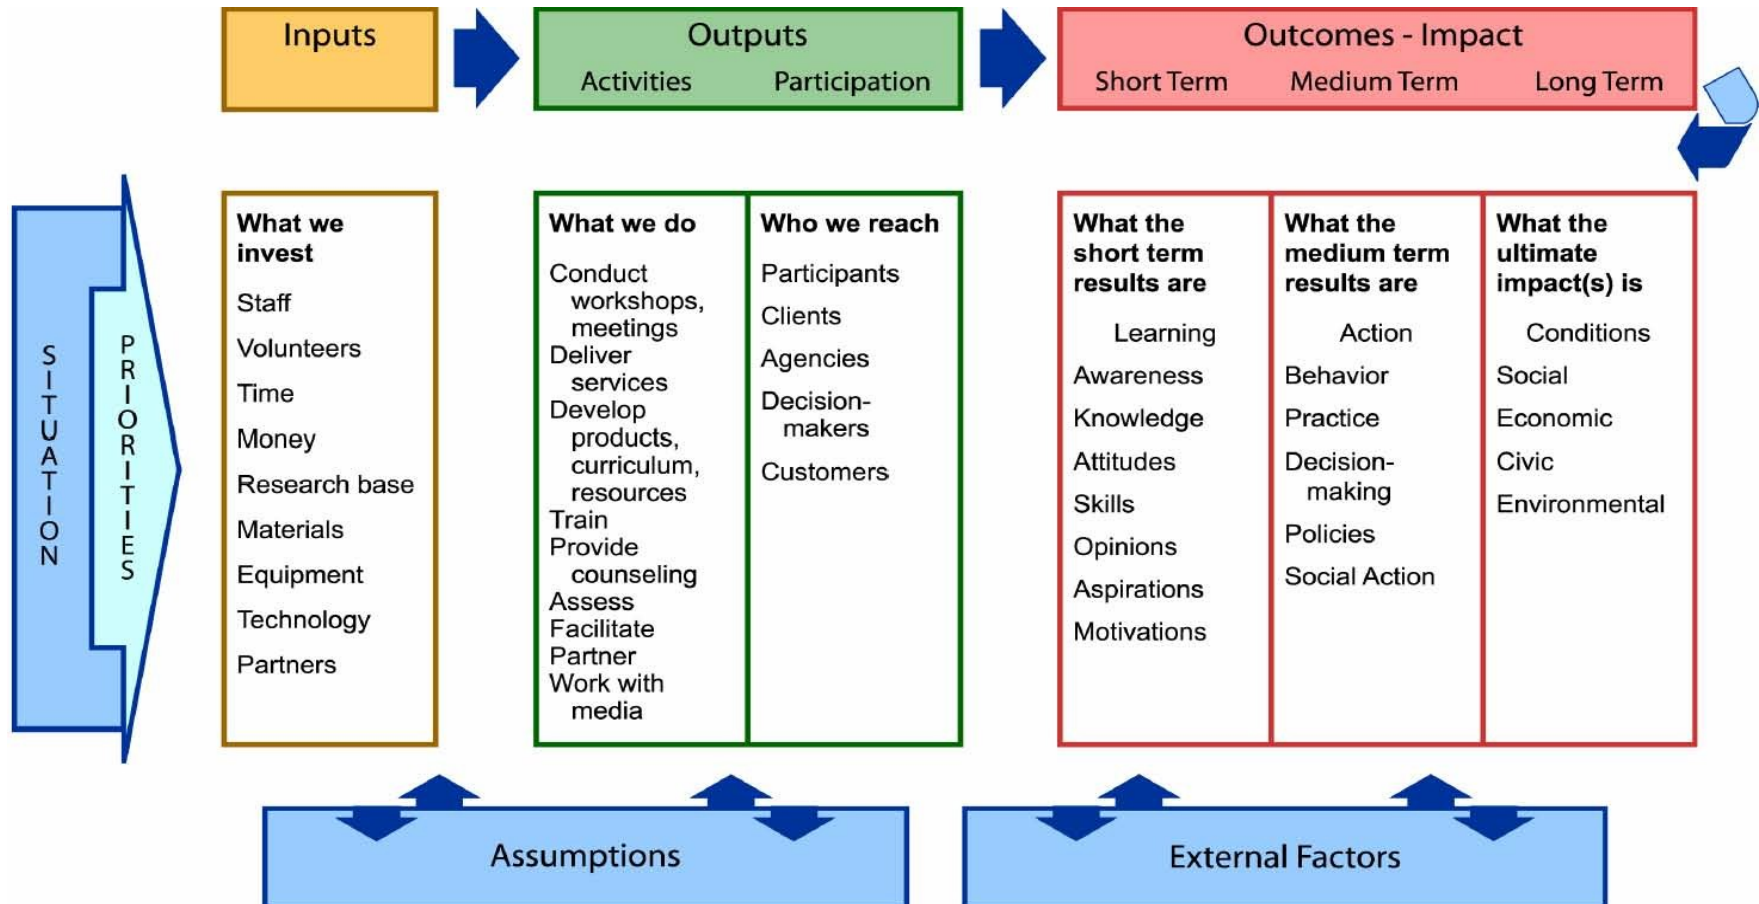 Inputs
Outputs
Activities Participation
Outcomes - Impact
Short Term Medium Term Long Term
SITUATION
PRIORITIES
What we
invest
Staff
Volunteers
Time
Money
Research base
Materials
Equipment
Technology
Partners
What we do
Conduct
workshops,
meetings
Deliver
services
Develop
products,
curriculum,
resources
Train
Provide
counseling
Assess
Facilitate
Partner
Work with
media
Who we reach
Participants
Clients
Agencies
Decision-
makers
Customers
What the
short term
results are
Learning
Awareness
Knowledge
Attitudes
Skills
Opinions
Aspirations
Motivations
What the
medium term
results are
Action
Behavior
Practice
Decision-
making
Policies
Social Action
What the
ultimate
impact(s) is
Conditions
Social
Economic
Civic
Environmental
Assumptions
External Factors